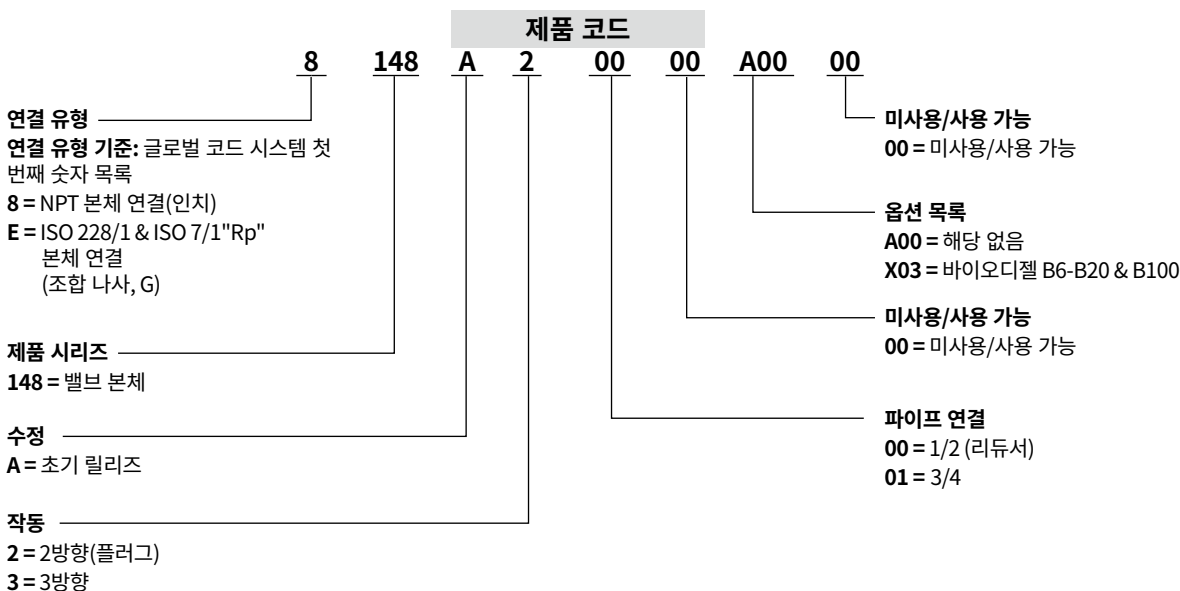 제품 코드
8 148 A 2 00 00 A00 00
연결 유형
연결 유형 기준: 글로벌 코드 시스템 첫
번째 숫자 목록
8 = NPT 본체 연결(인치)
E = ISO 228/1 & ISO 7/1"Rp"
본체 연결
(조합 나사, G)
제품 시리즈
148 = 밸브 본체
수정
A = 초기 릴리즈
작동
2 = 2방향(플러그)
3 = 3방향
미사용/사용 가능
00 = 미사용/사용 가능
옵션 목록
A00 = 해당 없음
X03 = 바이오디젤 B6-B20 & B100
미사용/사용 가능
00 = 미사용/사용 가능
파이프 연결
00 = 1/2 (리듀서)
01 = 3/4